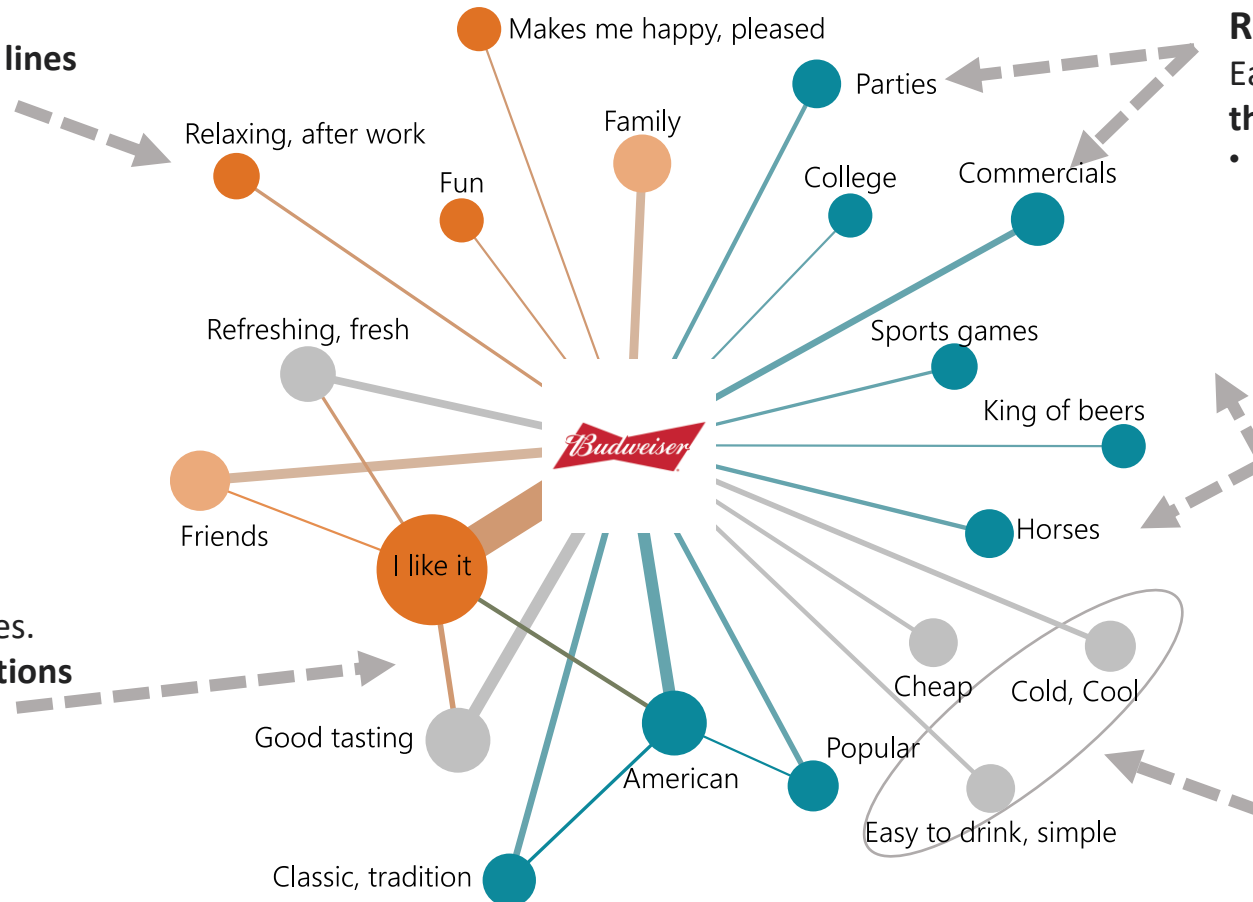 Makes me happy, pleased
R
lines
Parties
Ea
th
Family
Relaxing, after work
•
Commercials
College
Fun
Refreshing, fresh
Sports games
King of beers
Budweiser
Friends
Horses
I like it
es.
tions
Cheap
Cold, Cool
Good tasting
Popular
American
Easy to drink, simple
Classic, tradition